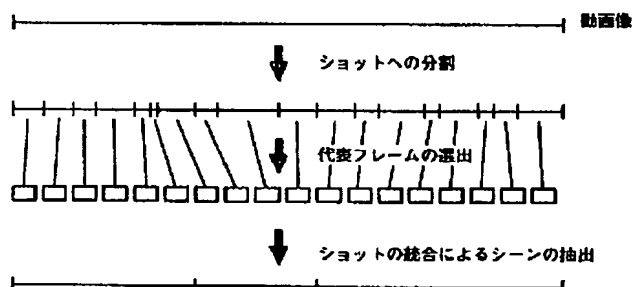 動画像
ショットへの分割
代表フレームの選出
ショットの統合によるシーンの抽出